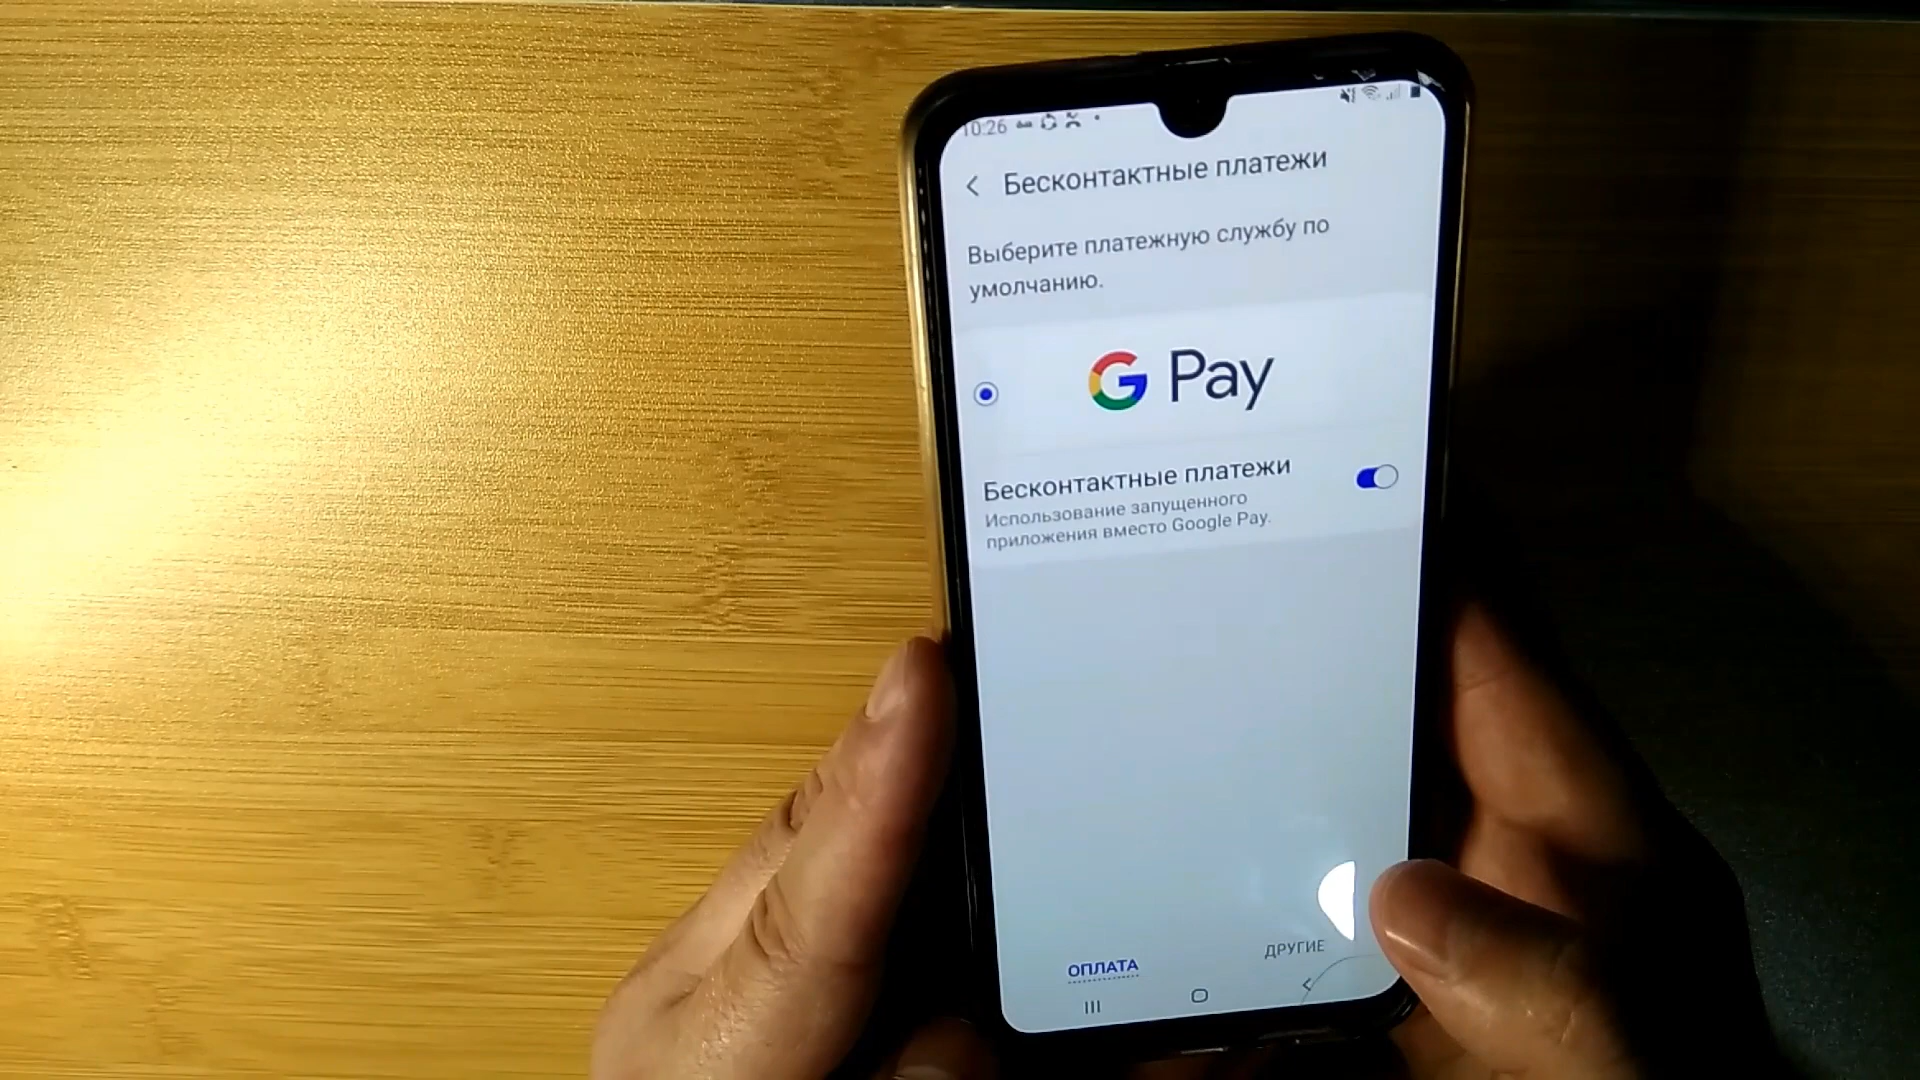 10:26
Бесконтактные платежи
Выберите платежную службу по
умолчанию.
G Pay
Бесконтактные платежи
Использование запущенного
приложения вместо Google Pay.
ОПЛАТА
ДРУГИЕ